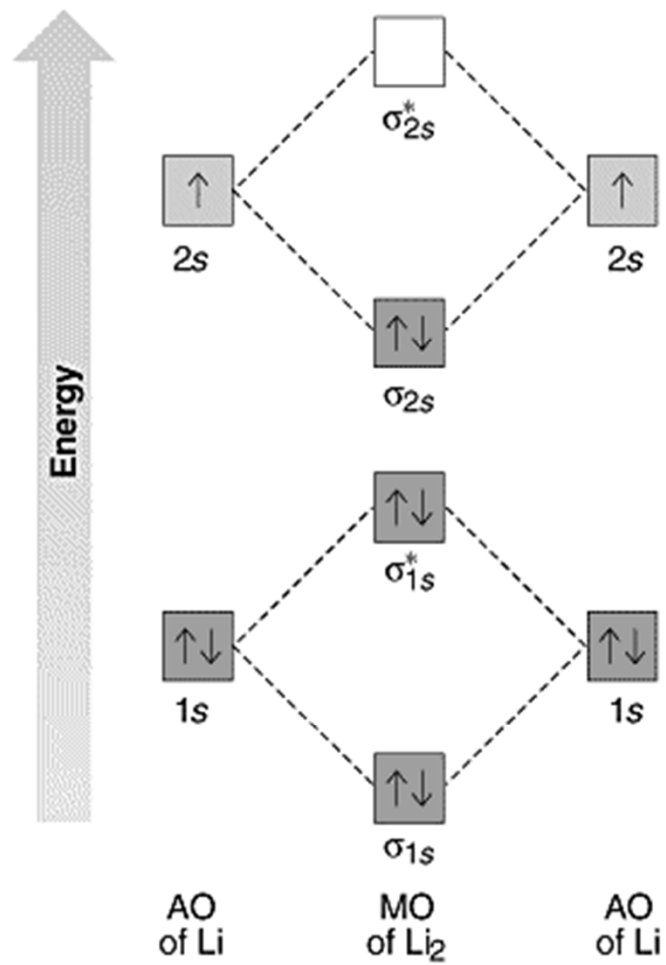 σ*2s
↑
↑
2s
2s
↑↓
σ2s
Energy
↑↓
σ*1s
↑↓
↑↓
1s
1s
↑↓
σ1s
AO
of Li
MO
of Li2
AO
of Li